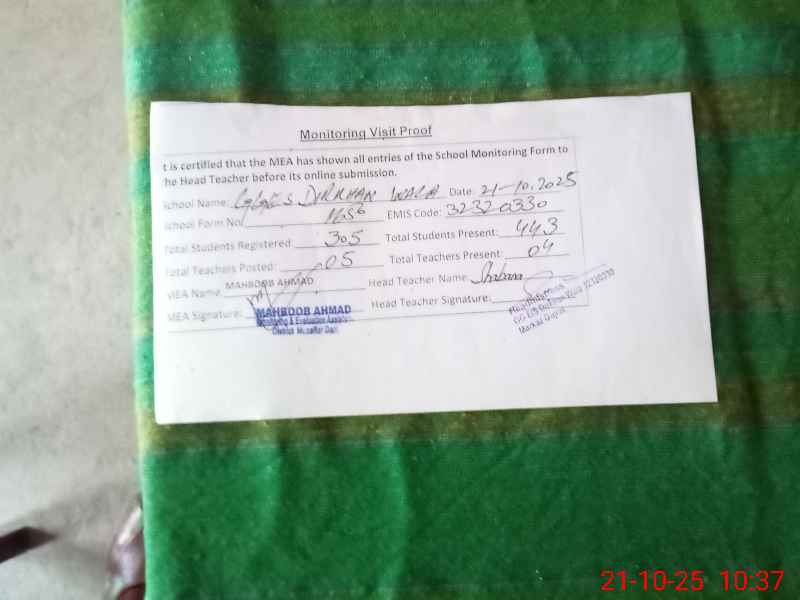 Monitoring Visit Proof
t is certified that the MEA has shown all entries of the School Monitoring Form to
he Head Teacher before its online submission.
School Name: DIRKHAN WALA Date: 21-10.2025
School Form No EMIS Code: 32320330
Total Students Registered: 305 Total Students Present: 443
Total Teachers Posted: 05 Total Teachers Present: 04
MEA Name MAHBOOB AHMAD Head Teacher Name: Shabana
MEA Signature: Head Teacher Signature:
MAHBOOB AHMAD
Monitoring & Evaluation Assistant
District Muzaffar Garh
Headmistress
21-10-25 10:37